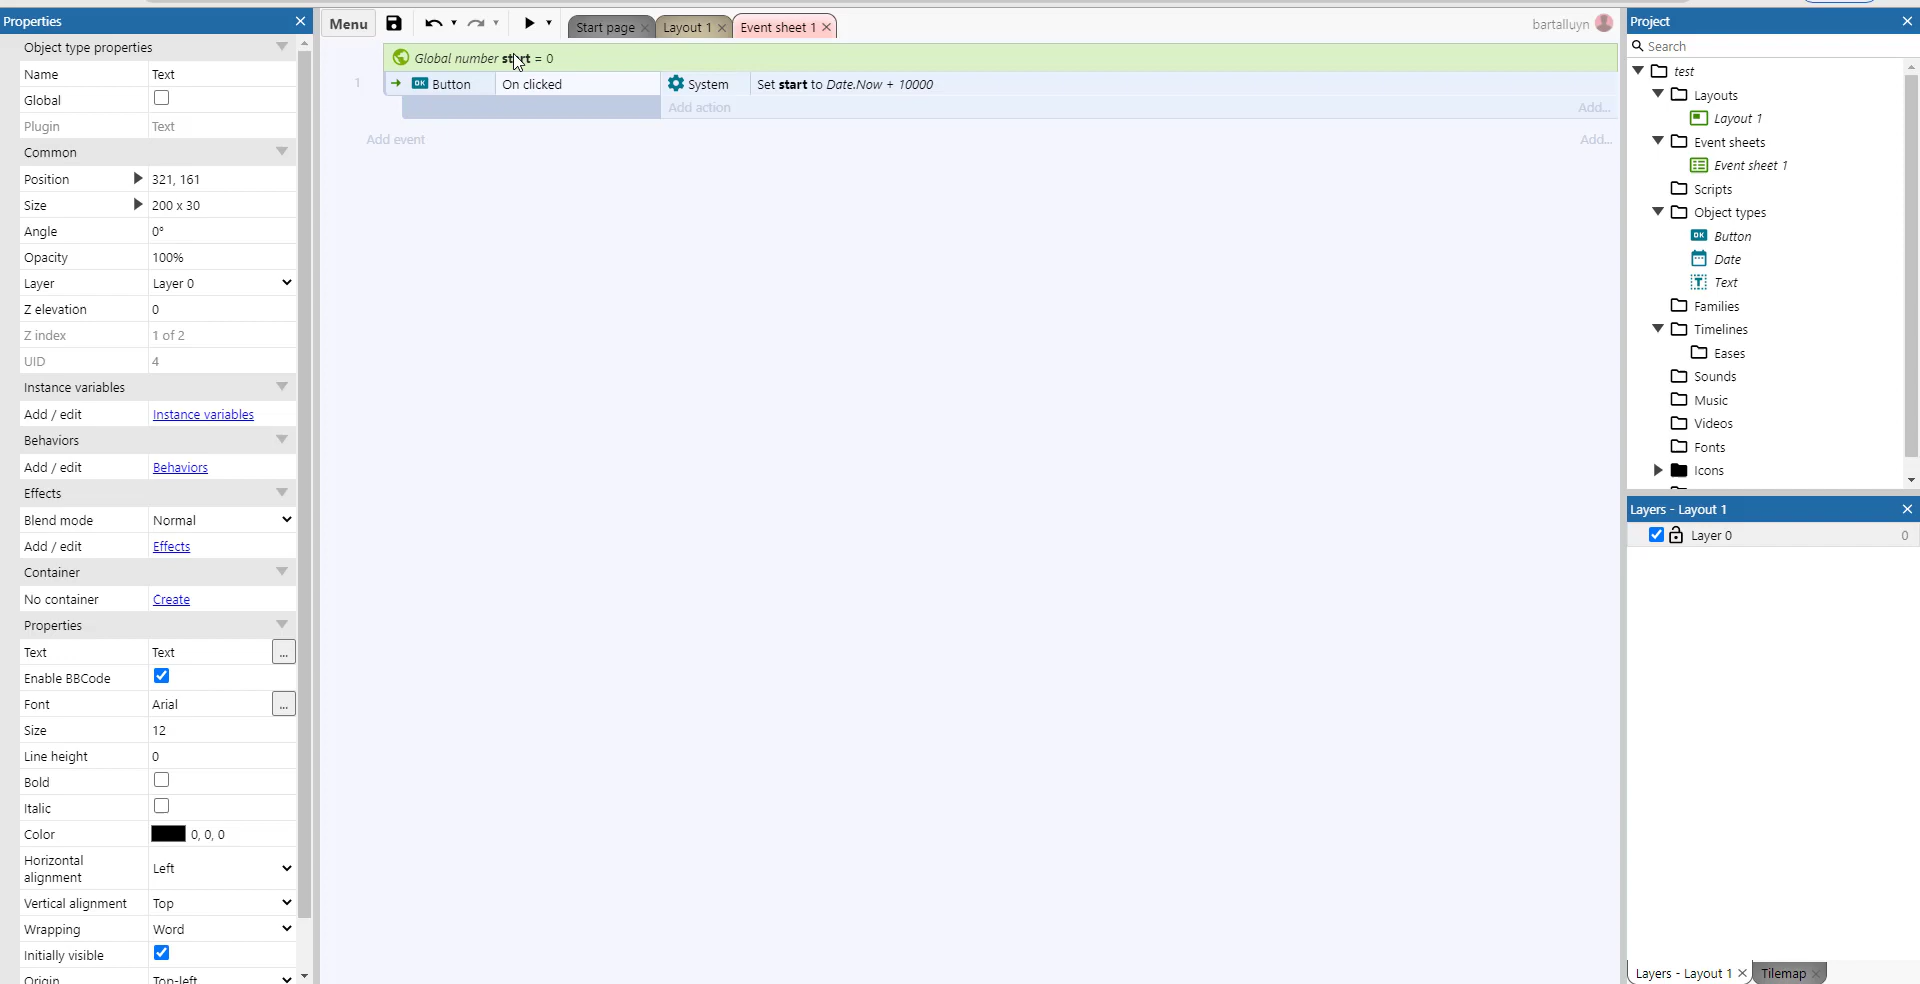 Properties
Object type properties
Name Text
Global
Plugin Text
Common
Position 321, 161
Size 200 x 30
Angle 0°
Opacity 100%
Layer Layer 0
Z elevation 0
Z index 1 of 2
UID 4
Instance variables
Add / edit Instance variables
Behaviors
Add / edit Behaviors
Effects
Blend mode Normal
Add / edit Effects
Container
No container Create
Properties
Text Text ...
Enable BBCode
Font Arial ...
Size 12
Line height 0
Bold
Italic
Color 0, 0, 0
Horizontal
alignment Left
Vertical alignment Top
Wrapping Word
Initially visible
Origin Top-left
Menu Start page Layout 1 Event sheet 1 bartalluyn
Global number start = 0
1 OK Button On clicked System Set start to Date.Now + 10000
Add action Add...
Add event Add...
Project
Search
test
Layouts
Layout 1
Event sheets
Event sheet 1
Scripts
Object types
OK Button
Date
T Text
Families
Timelines
Eases
Sounds
Music
Videos
Fonts
Icons
Layers - Layout 1
Layer 0 0
Layers - Layout 1 Tilemap